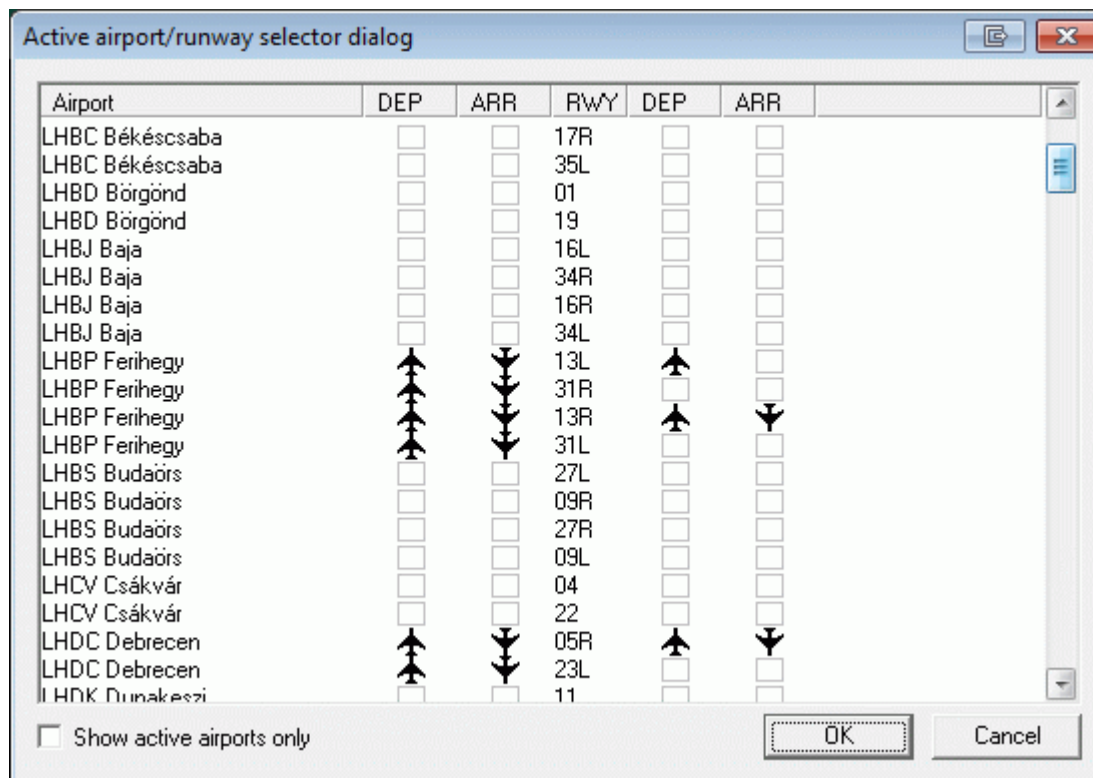 Active airport/runway selector dialog
Airport DEP ARR RWY DEP ARR
LHBC Békéscsaba 17R
LHBC Békéscsaba 35L
LHBD Börgönd 01
LHBD Börgönd 19
LHBJ Baja 16L
LHBJ Baja 34R
LHBJ Baja 16R
LHBJ Baja 34L
LHBP Ferihegy 13L
LHBP Ferihegy 31R
LHBP Ferihegy 13R
LHBP Ferihegy 31L
LHBS Budaörs 27L
LHBS Budaörs 09R
LHBS Budaörs 27R
LHBS Budaörs 09L
LHCV Csákvár 04
LHCV Csákvár 22
LHDC Debrecen 05R
LHDC Debrecen 23L
LHDK Dunakeszi 11
Show active airports only OK Cancel